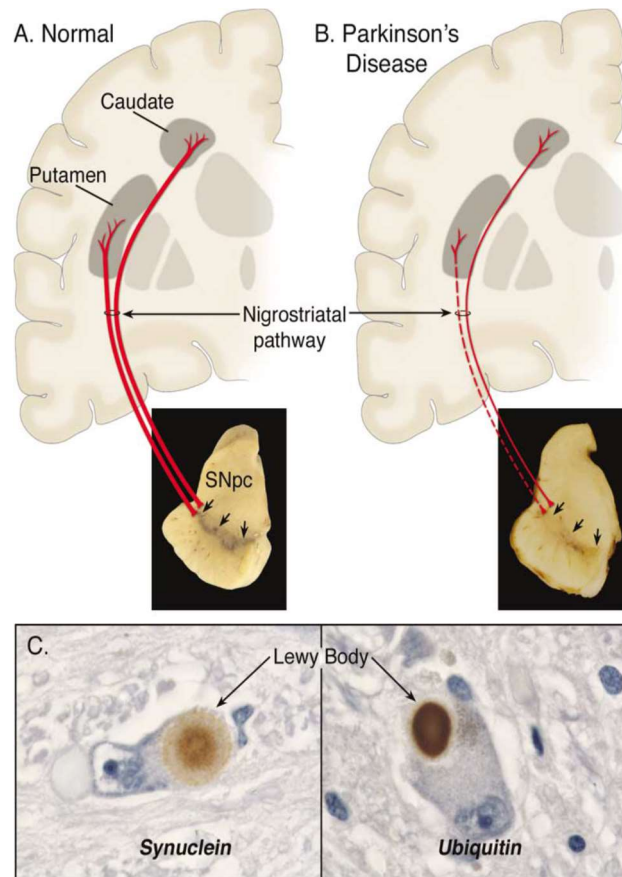 A. Normal
B. Parkinson's
Disease
Caudate
Putamen
Nigrostriatal
pathway
SNpc
C.
Lewy Body
Synuclein
Ubiquitin